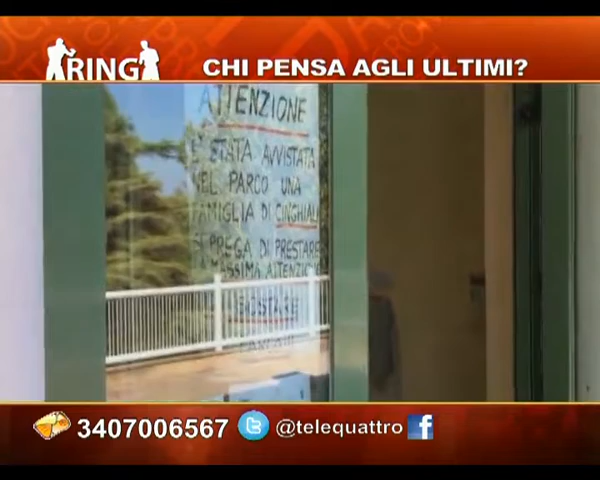 RING
CHI PENSA AGLI ULTIMI?
ATTENZIONE
E' STATA AVVISTATA
NEL PARCO UNA
FAMIGLIA DI CINGHIALI
SI PREGA DI PRESTARE
LA MASSIMA ATTENZIONE
3407006567
@telequattro